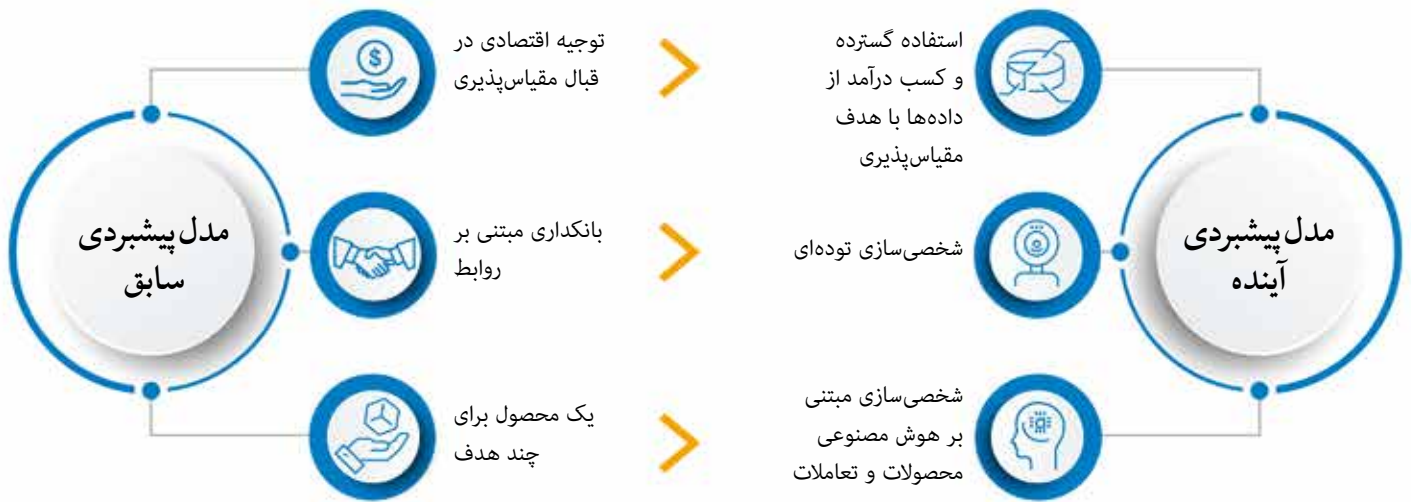 مدل پیشبردی
سابق
توجیه اقتصادی در
قبال مقیاس‌پذیری
بانکداری مبتنی بر
روابط
یک محصول برای
چند هدف
استفاده گسترده
و کسب درآمد از
داده‌ها با هدف
مقیاس‌پذیری
شخصی‌سازی توده‌ای
شخصی‌سازی مبتنی
بر هوش مصنوعی
محصولات و تعاملات
مدل پیشبردی
آینده